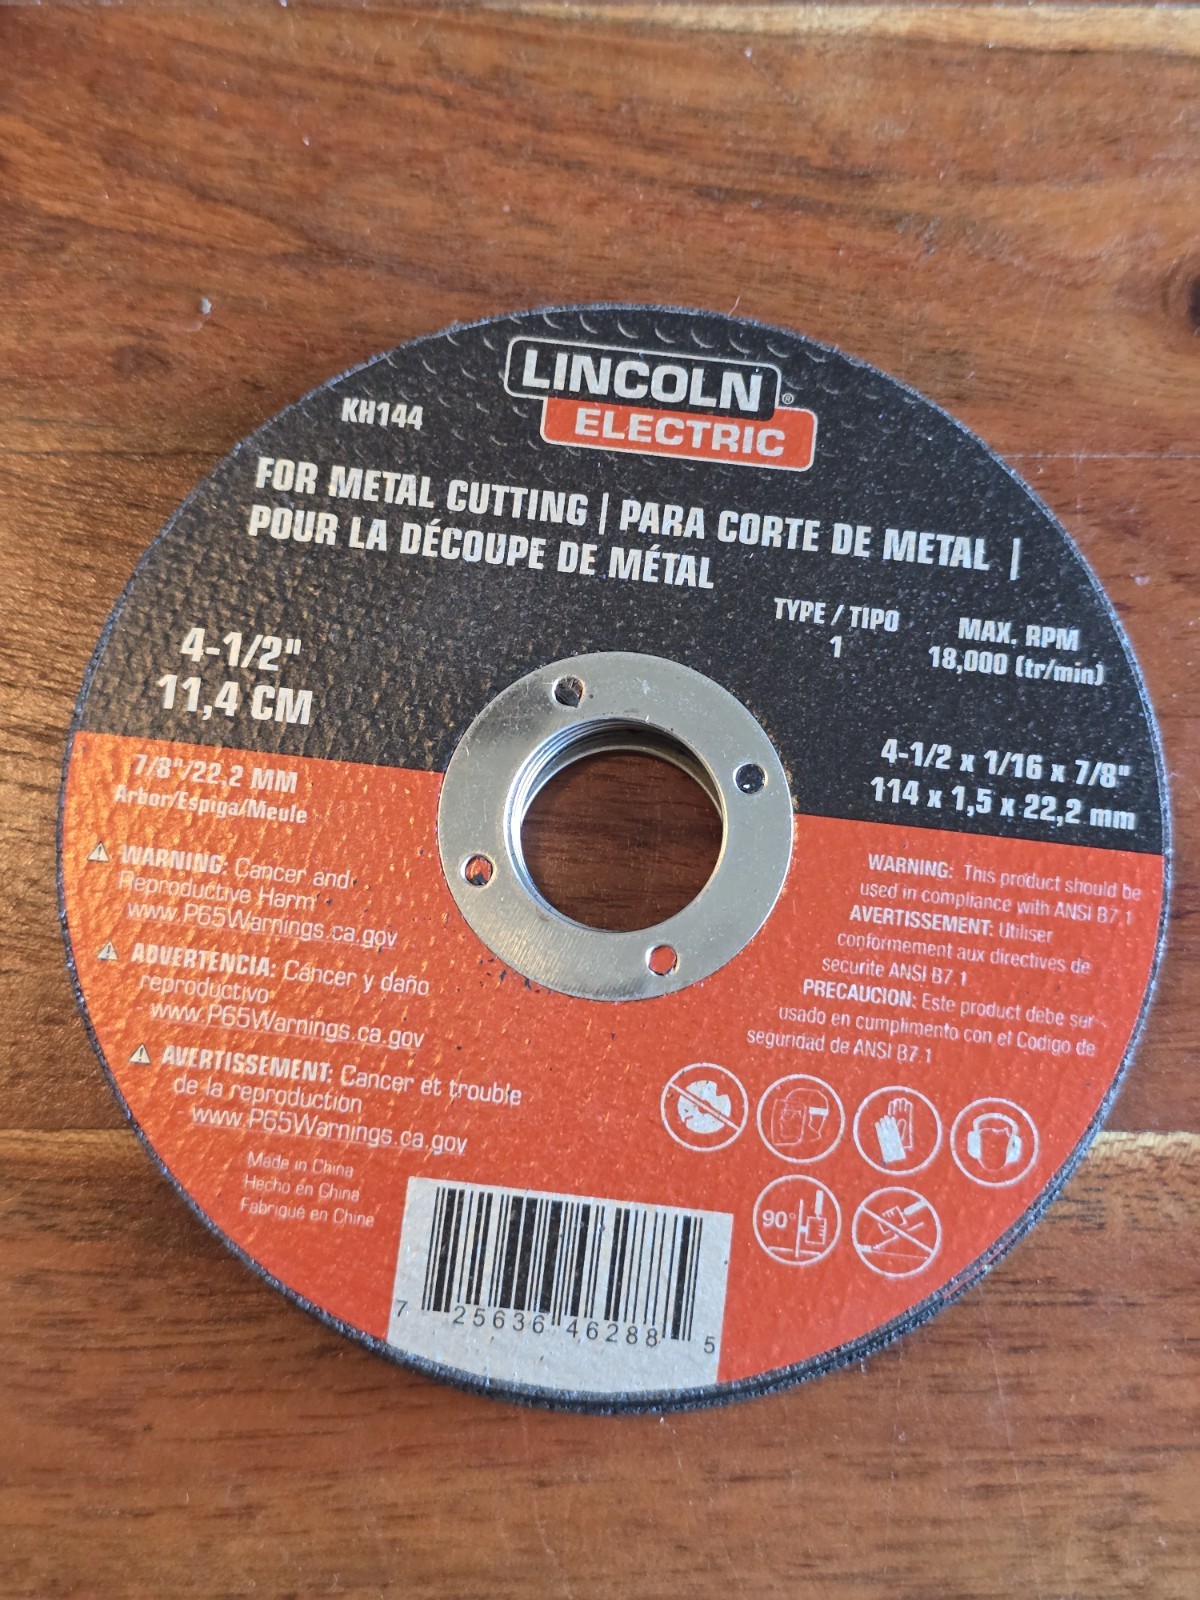 LINCOLN®
ELECTRIC
KH144
FOR METAL CUTTING | PARA CORTE DE METAL |
POUR LA DÉCOUPE DE MÉTAL
TYPE / TIPO
1
MAX. RPM
18,000 (tr/min)
4-1/2"
11,4 CM
7/8"/22,2 MM
Arbor/Espiga/Meule
4-1/2 x 1/16 x 7/8"
114 x 1,5 x 22,2 mm
WARNING: Cancer and
Reproductive Harm
www.P65Warnings.ca.gov
ADVERTENCIA: Cáncer y daño
reproductivo
www.P65Warnings.ca.gov
AVERTISSEMENT: Cancer et trouble
de la reproduction
www.P65Warnings.ca.gov
Made in China
Hecho en China
Fabriqué en Chine
WARNING: This product should be
used in compliance with ANSI B7.1
AVERTISSEMENT: Utiliser
conformement aux directives de
securite ANSI B7.1
PRECAUCION: Este product debe ser
usado en cumplimento con el Codigo de
seguridad de ANSI B7.1
90°
7 25636 46288 5